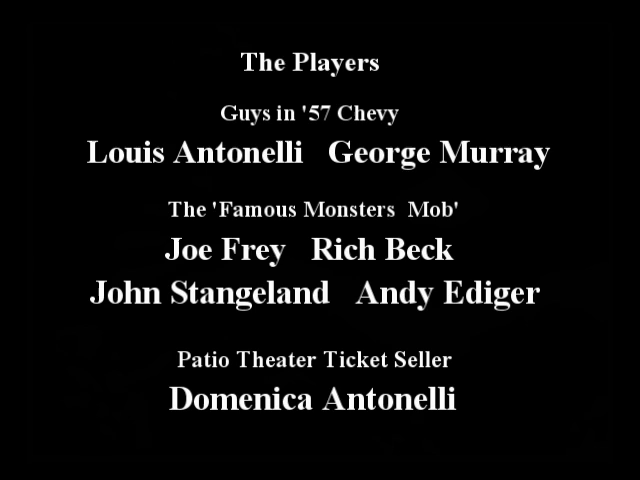 The Players
Guys in '57 Chevy
Louis Antonelli George Murray
The 'Famous Monsters Mob'
Joe Frey Rich Beck
John Stangeland Andy Ediger
Patio Theater Ticket Seller
Domenica Antonelli